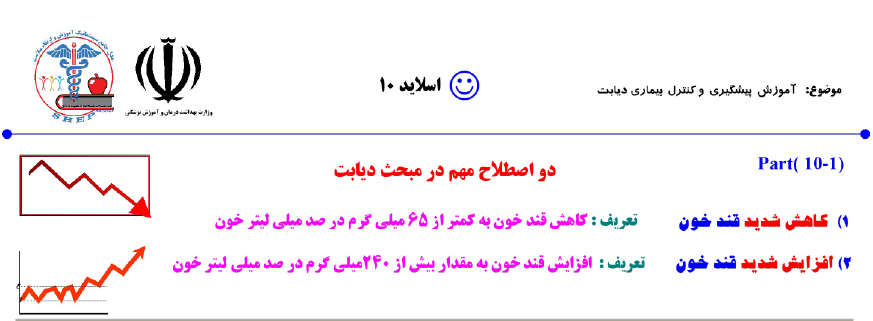 موضوع: آموزش پیشگیری و کنترل بیماری دیابت
اسلاید ۱۰
وزارت بهداشت درمان و آموزش پزشکی
SHEP
Part( 10-1)
دو اصطلاح مهم در مبحث دیابت
۱) کاهش شدید قند خون تعریف : کاهش قند خون به کمتر از ۶۵ میلی گرم در صد میلی لیتر خون
۲) افزایش شدید قند خون تعریف : افزایش قند خون به مقدار بیش از ۲۴۰میلی گرم در صد میلی لیتر خون